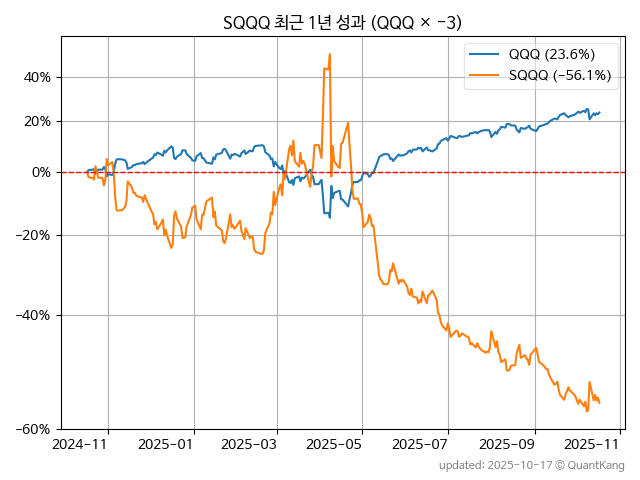 SQQQ 최근 1년 성과 (QQQ × −3)
QQQ (23.6%)
SQQQ (−56.1%)
40%
20%
0%
−20%
−40%
−60%
2024−11 2025−01 2025−03 2025−05 2025−07 2025−09 2025−11
updated: 2025-10-17 © QuantKang